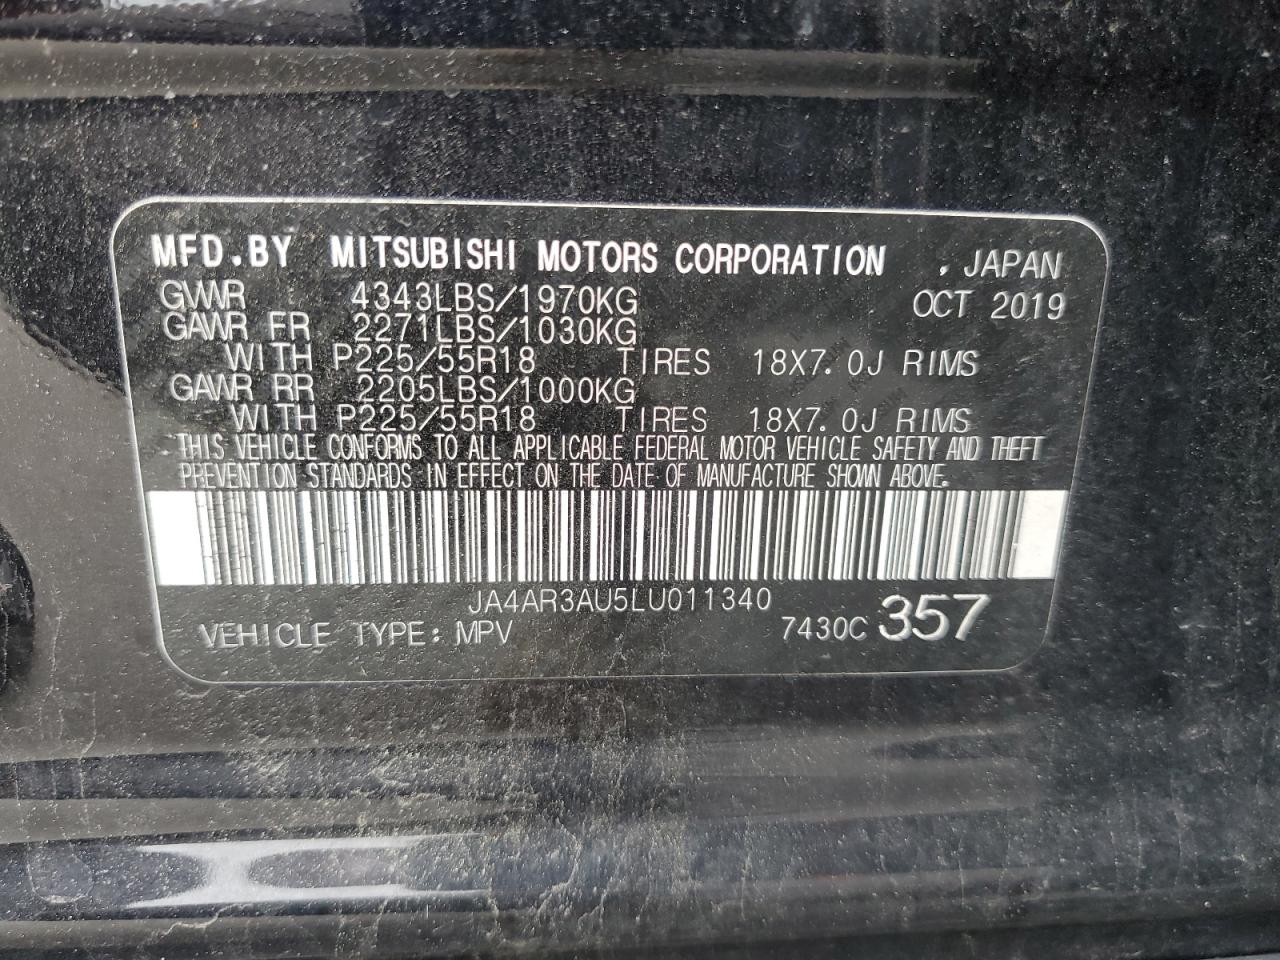 MFD.BY MITSUBISHI MOTORS CORPORATION , JAPAN
GVWR 4343LBS/1970KG OCT 2019
GAWR FR 2271LBS/1030KG
WITH P225/55R18 TIRES 18X7.0J RIMS
GAWR RR 2205LBS/1000KG
WITH P225/55R18 TIRES 18X7.0J RIMS
THIS VEHICLE CONFORMS TO ALL APPLICABLE FEDERAL MOTOR VEHICLE SAFETY AND THEFT
PREVENTION STANDARDS IN EFFECT ON THE DATE OF MANUFACTURE SHOWN ABOVE.
JA4AR3AU5LU011340
VEHICLE TYPE: MPV 7430C 357